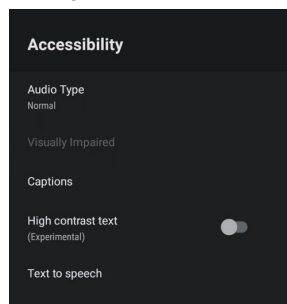 Accessibility
Audio Type
Normal
Visually Impaired
Captions
High contrast text
(Experimental)
Text to speech